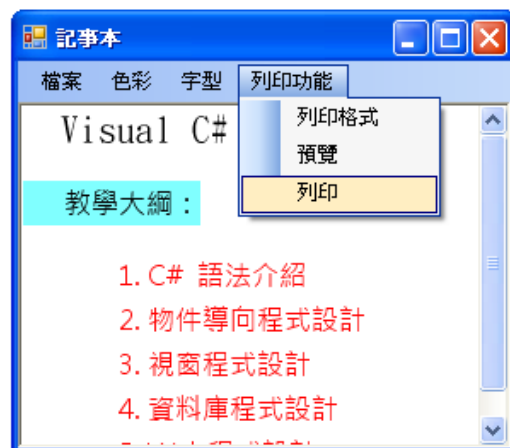 記事本
檔案 色彩 字型 列印功能
列印格式
預覽
列印
Visual C#
教學大綱：
1. C# 語法介紹
2. 物件導向程式設計
3. 視窗程式設計
4. 資料庫程式設計